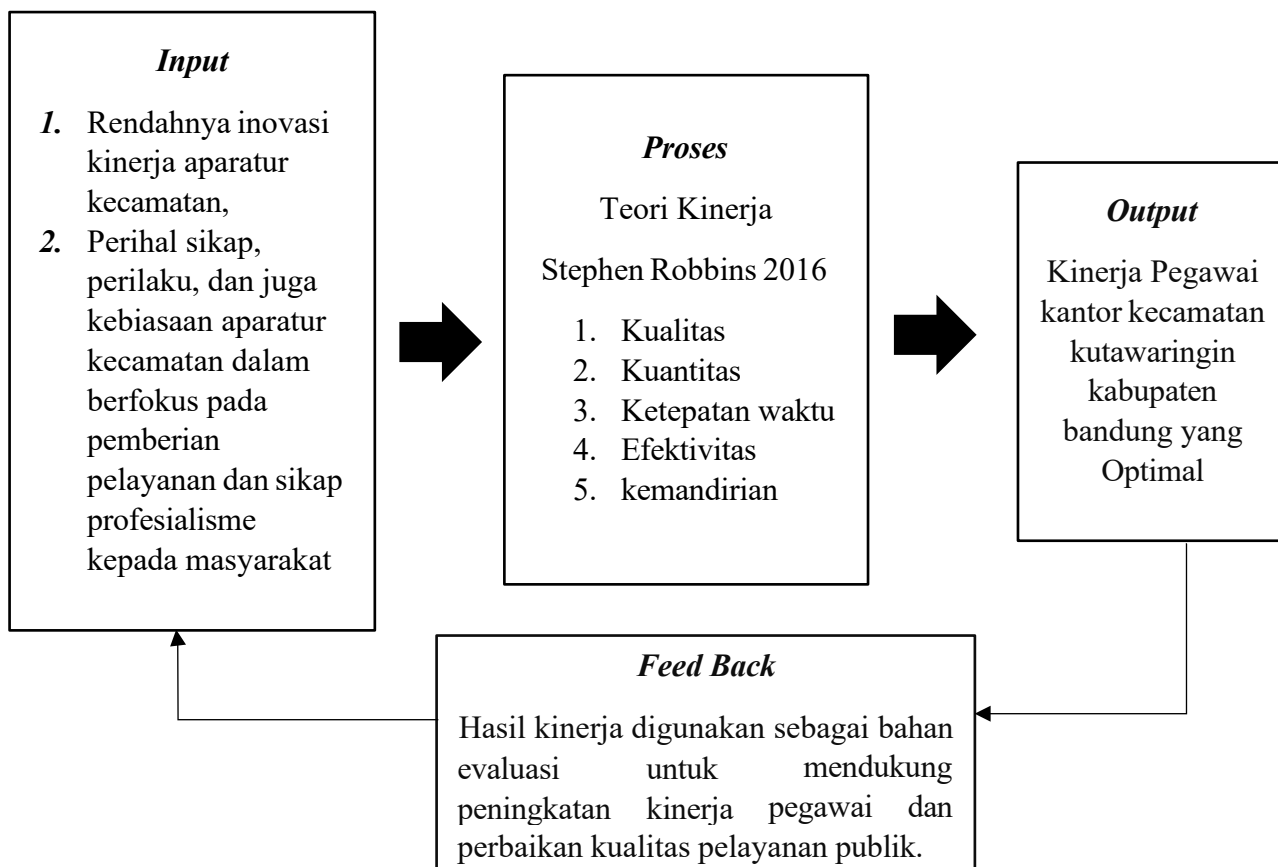 Input
1. Rendahnya inovasi
kinerja aparatur
kecamatan,
2. Perihal sikap,
perilaku, dan juga
kebiasaan aparatur
kecamatan dalam
berfokus pada
pemberian
pelayanan dan sikap
profesialisme
kepada masyarakat
Proses
Teori Kinerja
Stephen Robbins 2016
1. Kualitas
2. Kuantitas
3. Ketepatan waktu
4. Efektivitas
5. kemandirian
Output
Kinerja Pegawai
kantor kecamatan
kutawaringin
kabupaten
bandung yang
Optimal
Feed Back
Hasil kinerja digunakan sebagai bahan
evaluasi untuk mendukung
peningkatan kinerja pegawai dan
perbaikan kualitas pelayanan publik.